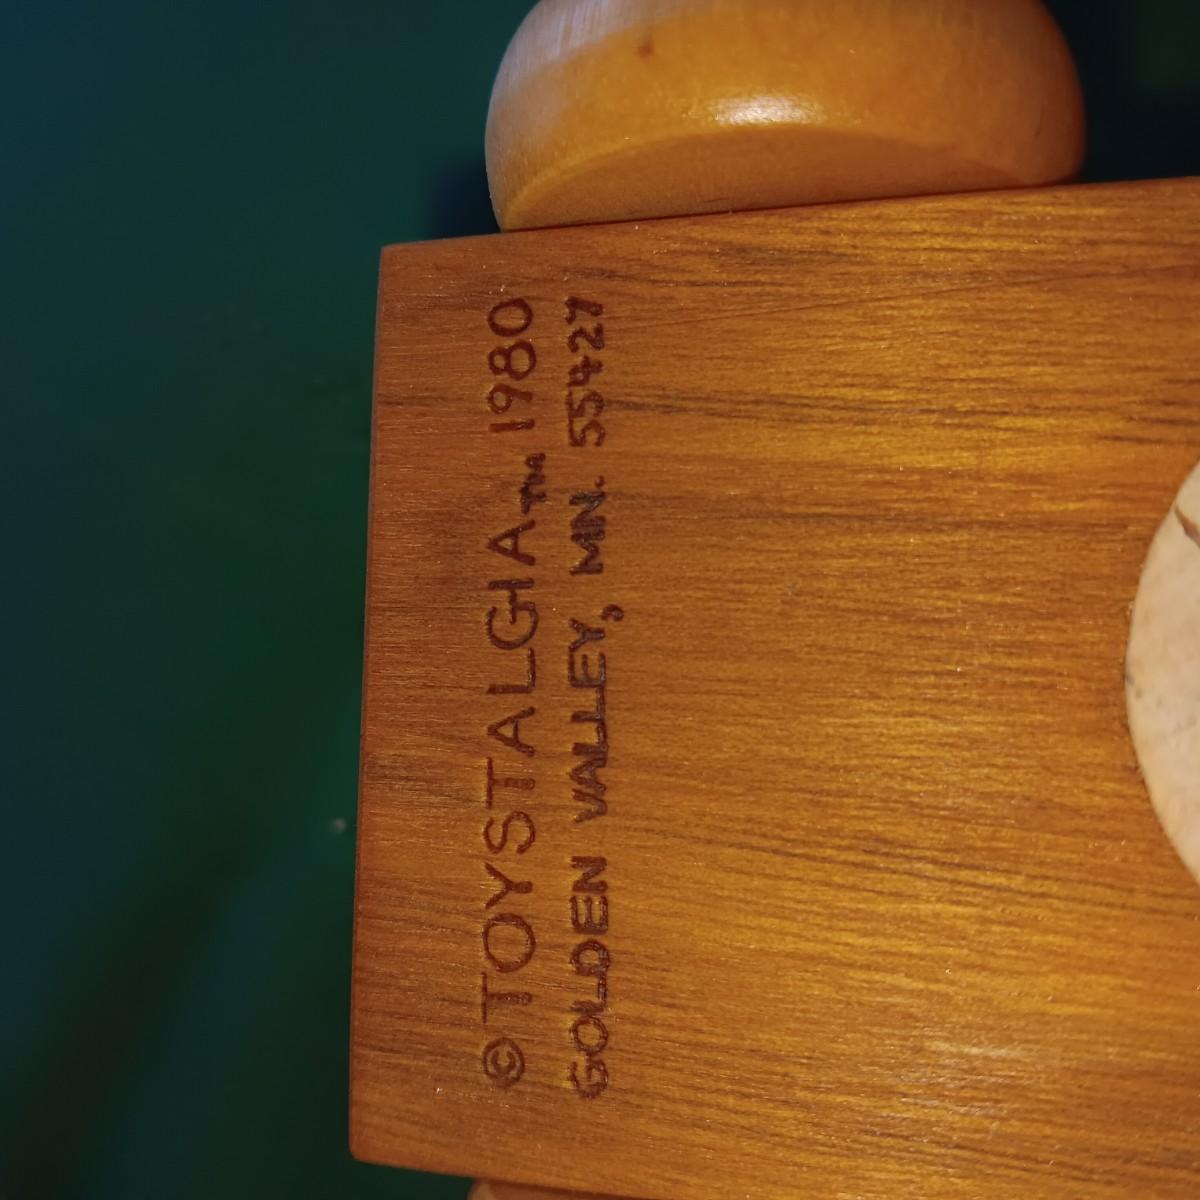 © TOYSTALGIA™ 1980
GOLDEN VALLEY, MN. 55427